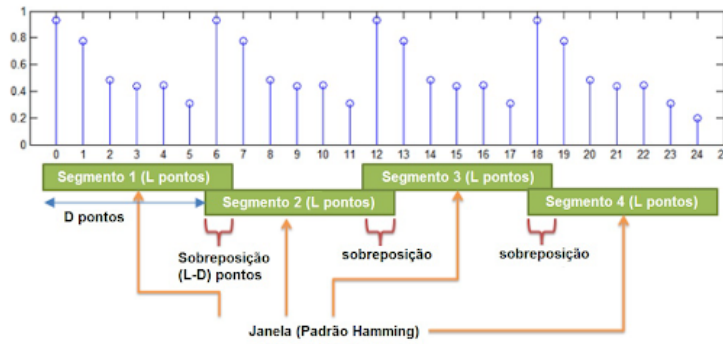 1
0.8
0.6
0.4
0.2
0
0 1 2 3 4 5 6 7 8 9 10 11 12 13 14 15 16 17 18 19 20 21 22 23 24 2
Segmento 1 (L pontos)
Segmento 3 (L pontos)
Segmento 2 (L pontos)
Segmento 4 (L pontos)
D pontos
Sobreposição
(L-D) pontos
sobreposição
sobreposição
Janela (Padrão Hamming)